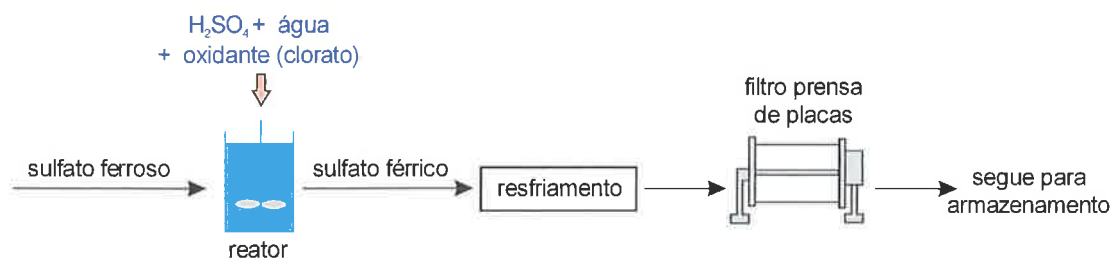 H₂SO₄ + água
+ oxidante (clorato)
sulfato ferroso
reator
sulfato férrico
resfriamento
filtro prensa
de placas
segue para
armazenamento